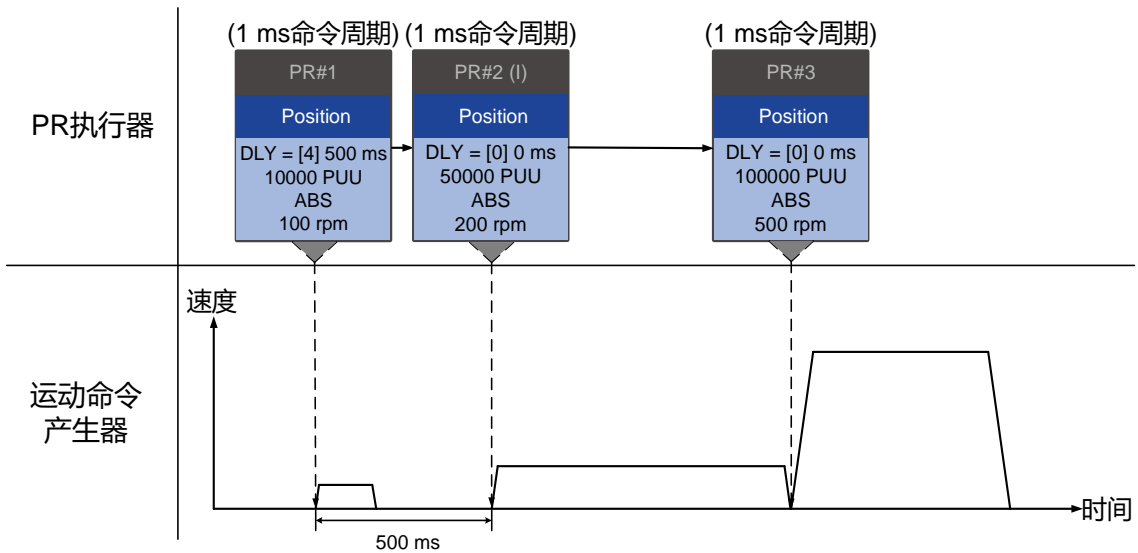 (1 ms命令周期) (1 ms命令周期) (1 ms命令周期)
PR#1 PR#2 (I) PR#3
PR执行器
Position Position Position
DLY = [4] 500 ms DLY = [0] 0 ms DLY = [0] 0 ms
10000 PUU 50000 PUU 100000 PUU
ABS ABS ABS
100 rpm 200 rpm 500 rpm
速度
运动命令
产生器
时间
500 ms